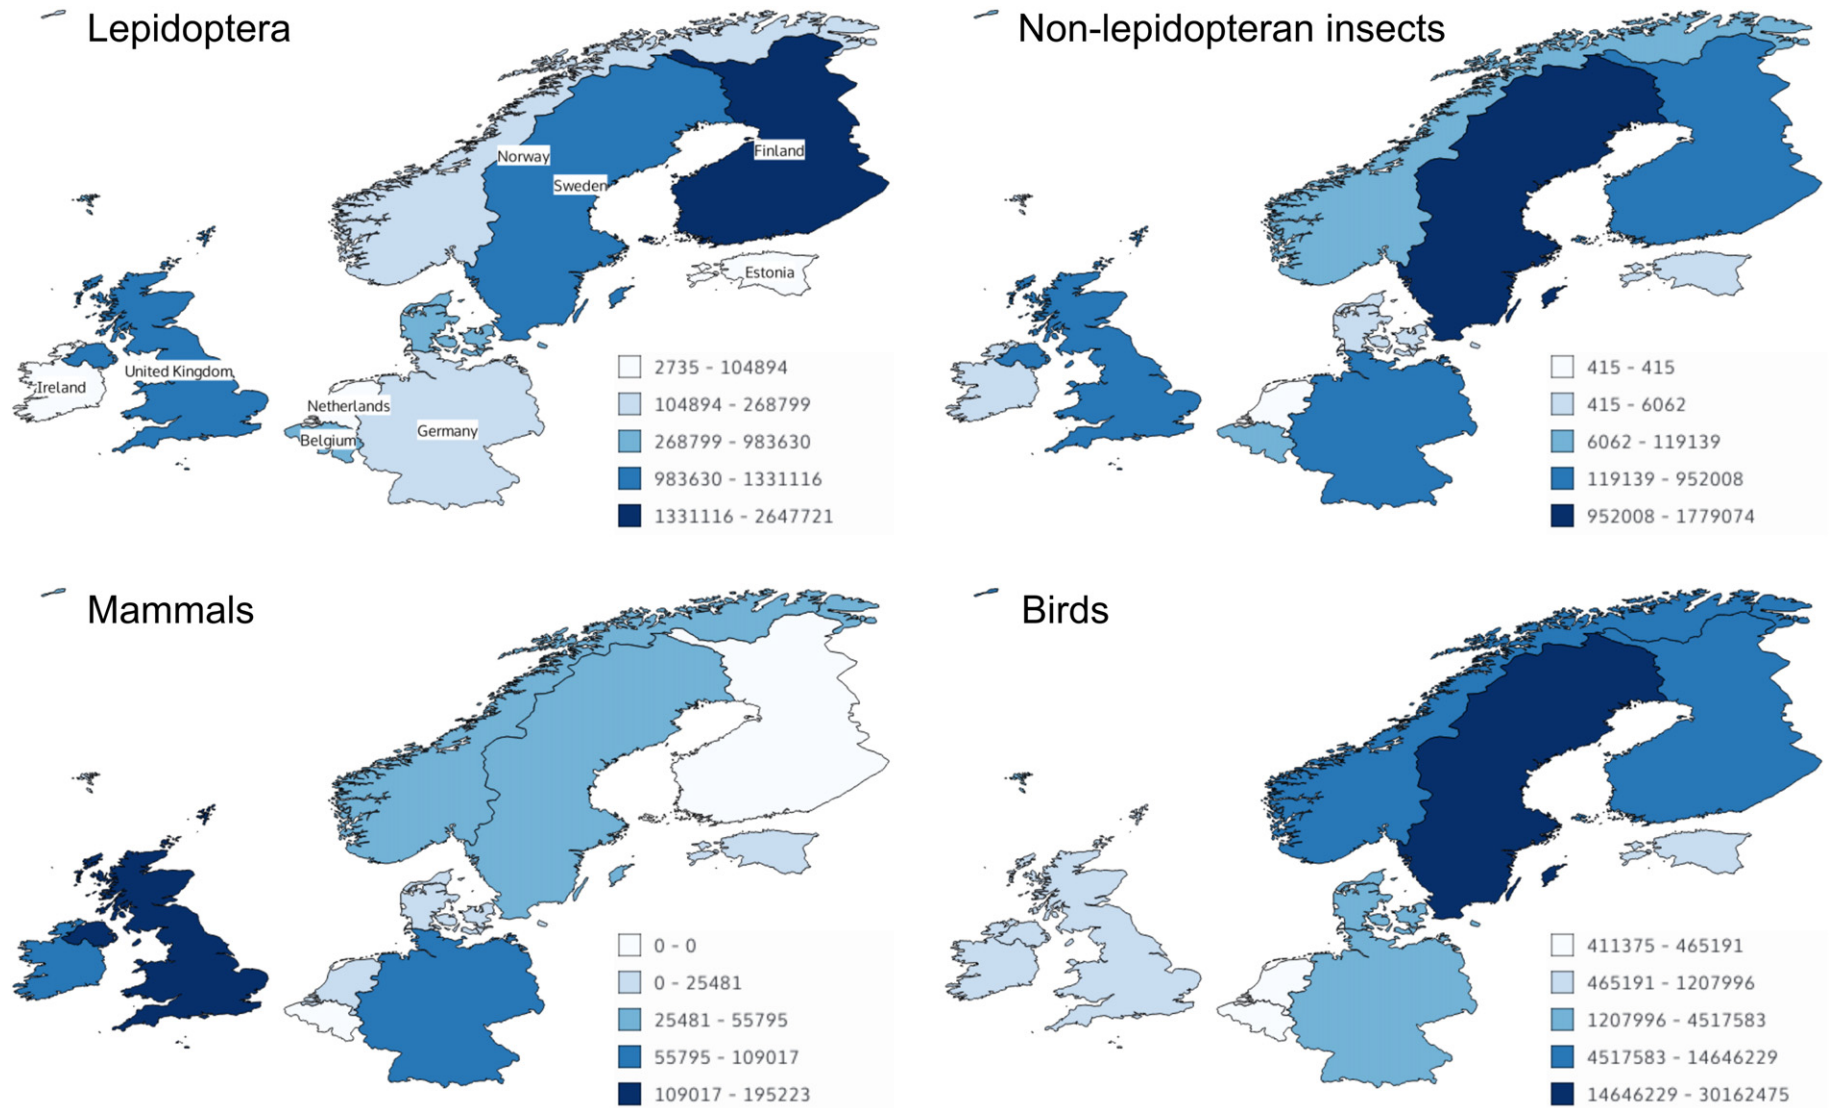 Lepidoptera
Norway
Sweden
Finland
Estonia
Ireland
United Kingdom
Netherlands
Belgium
Germany
2735 - 104894
104894 - 268799
268799 - 983630
983630 - 1331116
1331116 - 2647721
Non-lepidopteran insects
415 - 415
415 - 6062
6062 - 119139
119139 - 952008
952008 - 1779074
Mammals
0 - 0
0 - 25481
25481 - 55795
55795 - 109017
109017 - 195223
Birds
411375 - 465191
465191 - 1207996
1207996 - 4517583
4517583 - 14646229
14646229 - 30162475